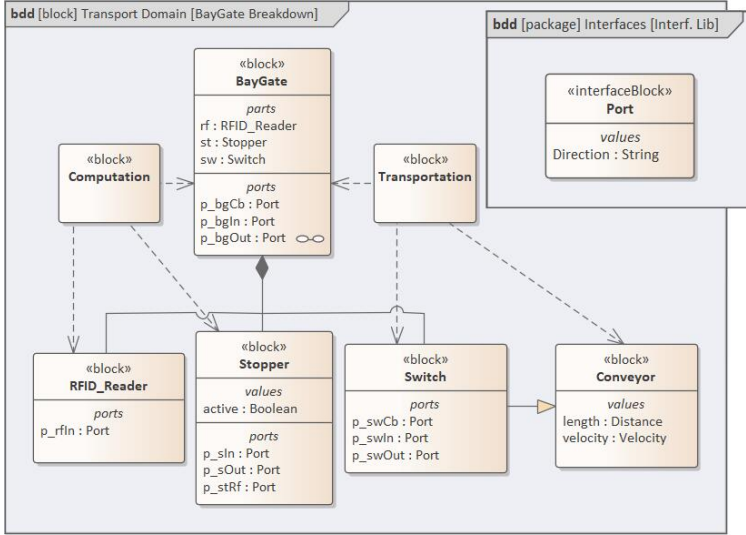 bdd [block] Transport Domain [BayGate Breakdown]
bdd [package] Interfaces [Interf. Lib]
«block»
BayGate
parts
rf : RFID_Reader
st : Stopper
sw : Switch
ports
p_bgCb : Port
p_bgIn : Port
p_bgOut : Port
«interfaceBlock»
Port
values
Direction : String
«block»
Computation
«block»
Transportation
«block»
RFID_Reader
ports
p_rfIn : Port
«block»
Stopper
values
active : Boolean
ports
p_sIn : Port
p_sOut : Port
p_stRf : Port
«block»
Switch
ports
p_swCb : Port
p_swIn : Port
p_swOut : Port
«block»
Conveyor
values
length : Distance
velocity : Velocity